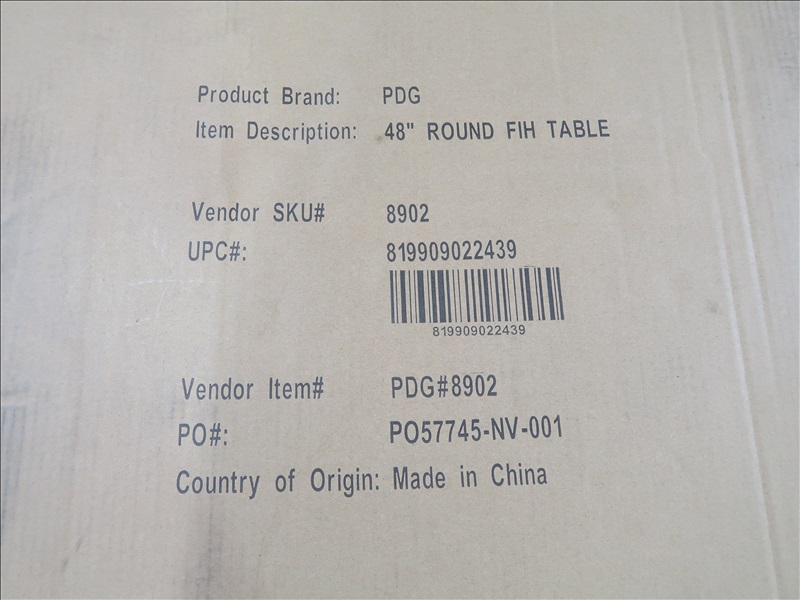 Product Brand: PDG
Item Description: 48" ROUND FIH TABLE
Vendor SKU# 8902
UPC#: 819909022439
819909022439
Vendor Item# PDG#8902
PO#: PO57745-NV-001
Country of Origin: Made in China